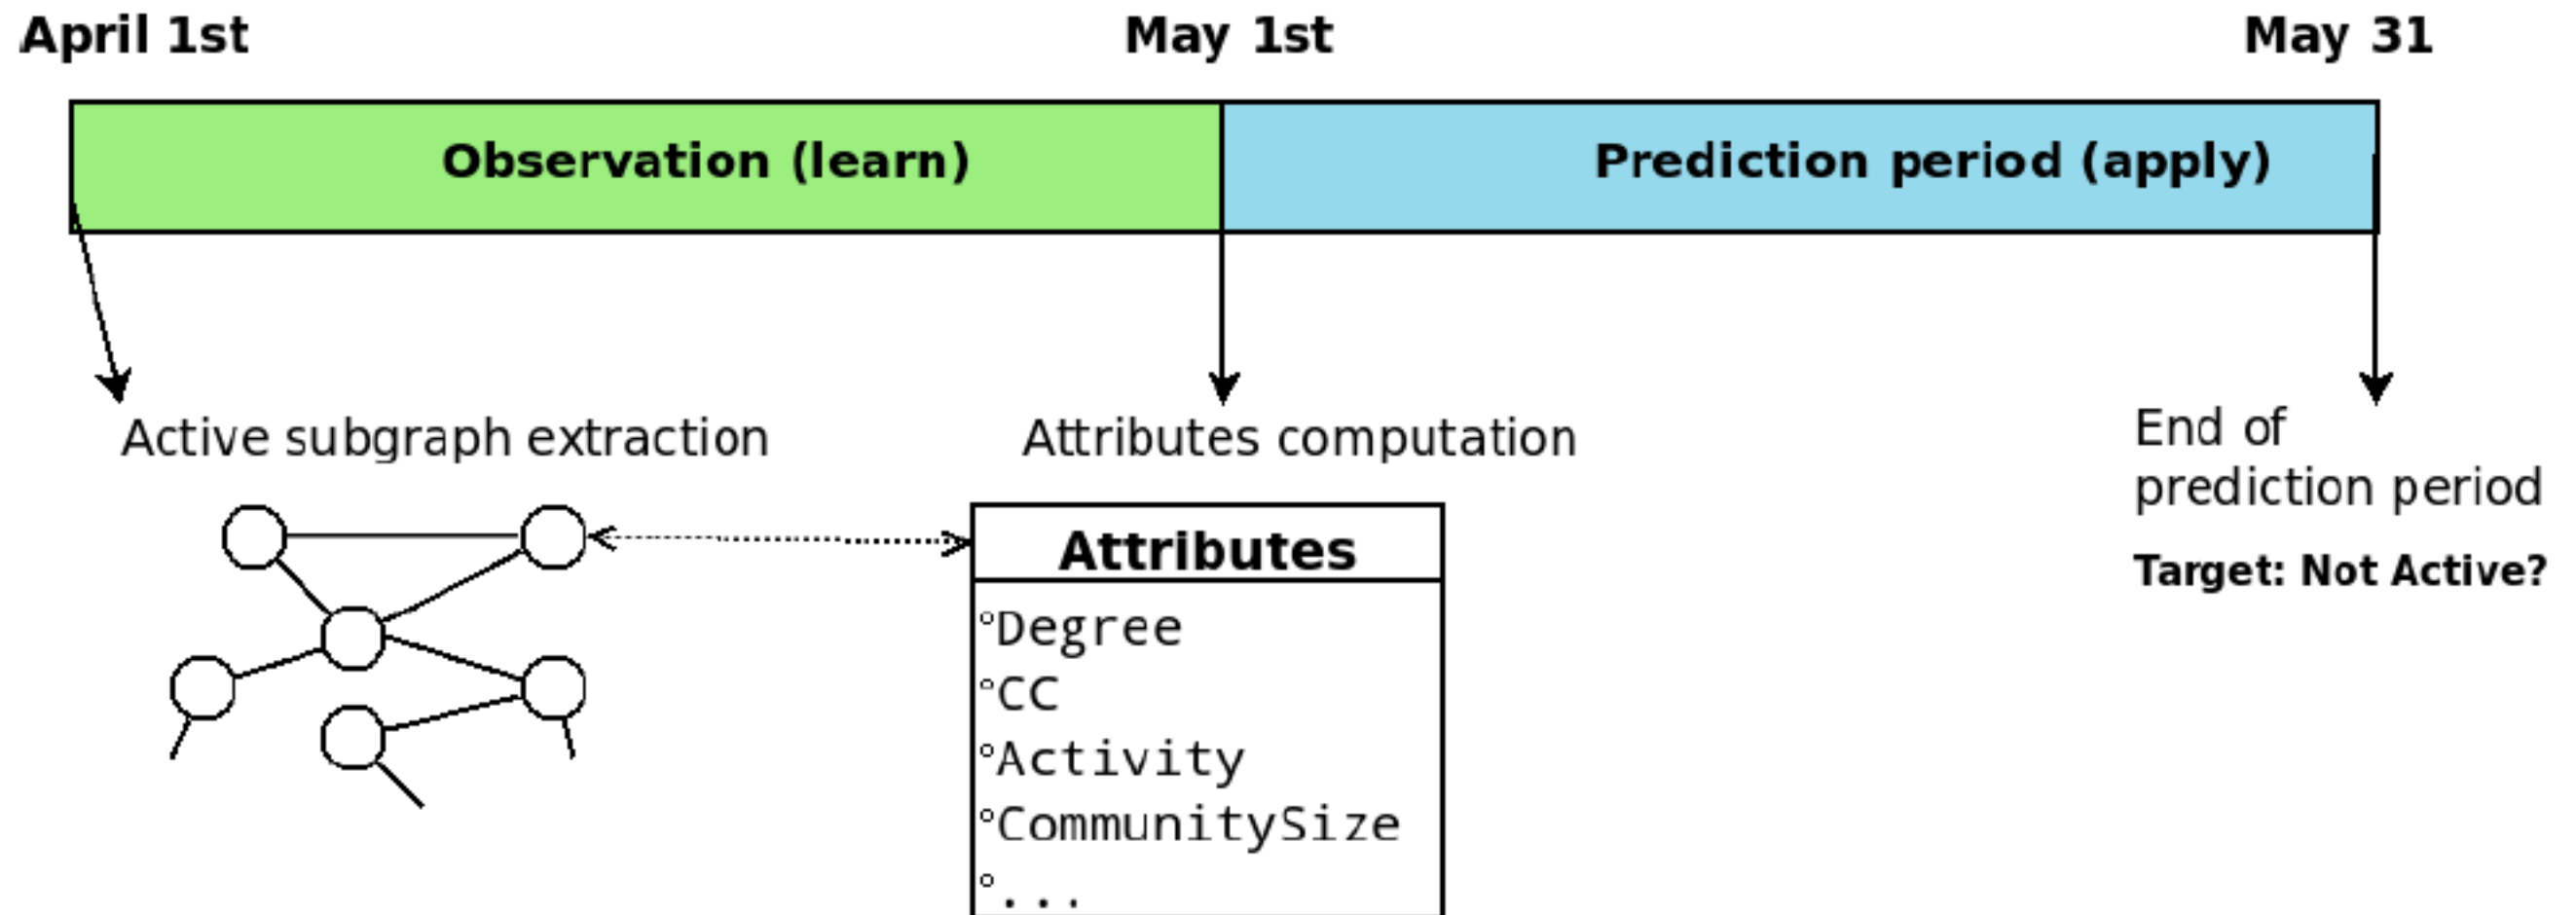 April 1st
May 1st
May 31
Observation (learn)
Prediction period (apply)
Active subgraph extraction
Attributes computation
End of
prediction period
Target: Not Active?
Attributes
°Degree
°CC
°Activity
°CommunitySize
°...